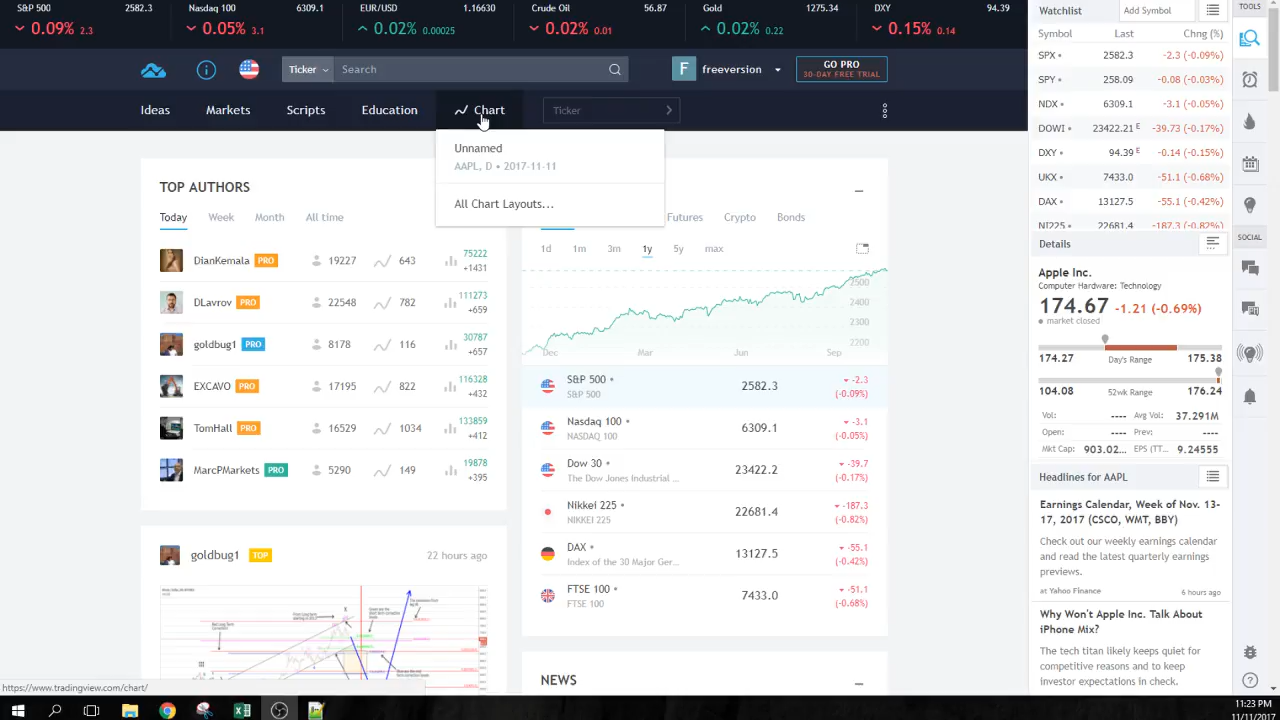 S&P 500 2582.3 Nasdaq 100 6309.1 EUR/USD 1.16630 Crude Oil 56.87 Gold 1275.34 DXY 94.39
0.09% 2.3 0.05% 3.1 0.02% 0.00025 0.02% 0.01 0.02% 0.22 0.15% 0.14
Ticker Search F freeversion GO PRO
30-DAY FREE TRIAL
Ideas Markets Scripts Education Chart Ticker
Unnamed
AAPL, D • 2017-11-11
All Chart Layouts...
TOP AUTHORS
Today Week Month All time
DianKemala PRO 19227 643 75222
+1431
DLavrov PRO 22548 782 111273
+659
goldbug1 PRO 8178 116 30787
+657
EXCAVO PRO 17195 822 116328
+432
TomHall PRO 16529 1034 133859
+412
MarcPMarkets PRO 5290 149 19878
+395
goldbug1 TOP 22 hours ago
Futures Crypto Bonds
1d 1m 3m 1y 5y max
2500
2400
2300
2200
Dec Mar Jun Sep
S&P 500 2582.3 -2.3
S&P 500 (-0.09%)
Nasdaq 100 6309.1 -3.1
NASDAQ 100 (-0.05%)
Dow 30 23422.2 -39.7
The Dow Jones Industrial ... (-0.17%)
Nikkei 225 22681.4 -187.3
NIKKEI 225 (-0.82%)
DAX 13127.5 -55.1
Index of the 30 Major Ger... (-0.42%)
FTSE 100 7433.0 -51.1
FTSE 100 (-0.68%)
NEWS
Watchlist Add Symbol
Symbol Last Chng (%)
SPX 2582.3 -2.3 (-0.09%)
SPY 258.09 -0.08 (-0.03%)
NDX 6309.1 -3.1 (-0.05%)
DOWI 23422.21 E -39.73 (-0.17%)
DXY 94.39 E -0.14 (-0.15%)
UKX 7433.0 -51.1 (-0.68%)
DAX 13127.5 -55.1 (-0.42%)
NI225 22681.4 -187.3 (-0.82%)
Details
Apple Inc.
Computer Hardware: Technology
174.67 -1.21 (-0.69%)
market closed
174.27 Day's Range 175.38
104.08 52wk Range 176.24
Vol: ---- Avg Vol: 37.291M
Open: ---- Prev: ----
Mkt Cap: 903.02... EPS (TT... 9.24555
Headlines for AAPL
Earnings Calendar, Week of Nov. 13-
17, 2017 (CSCO, WMT, BBY)
Check out our weekly earnings calendar
and read the latest quarterly earnings
previews.
at Yahoo Finance 6 hours ago
Why Won't Apple Inc. Talk About
iPhone Mix?
The tech titan likely keeps quiet for
competitive reasons and to keep
investor expectations in check.
TOOLS
SOCIAL
https://www.tradingview.com/chart/
11:23 PM
11/11/2017